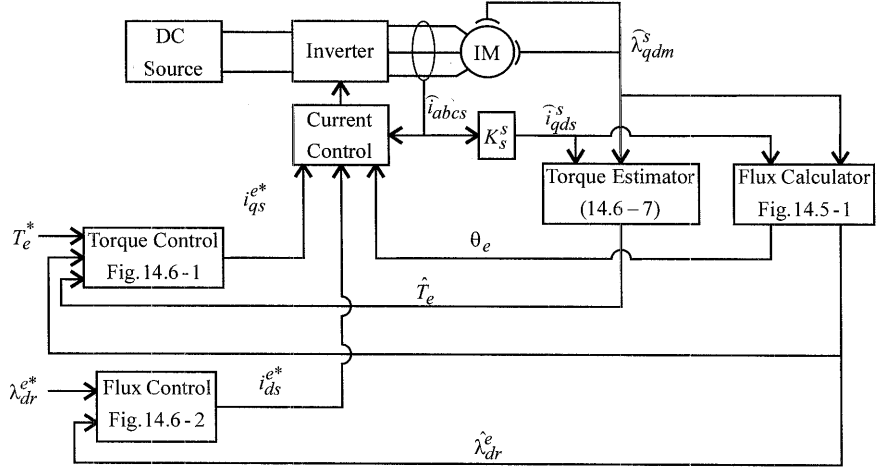 DC
Source
Inverter
IM
λ̂ˢqdm
îabcs
Kˢs
îˢqds
Current
Control
Torque Estimator
(14.6 – 7)
Flux Calculator
Fig.14.5-1
iᵉ*qs
Tₑ*
Torque Control
Fig.14.6-1
θₑ
T̂ₑ
λᵉ*dr
Flux Control
Fig.14.6-2
iᵉ*ds
λ̂ᵉdr